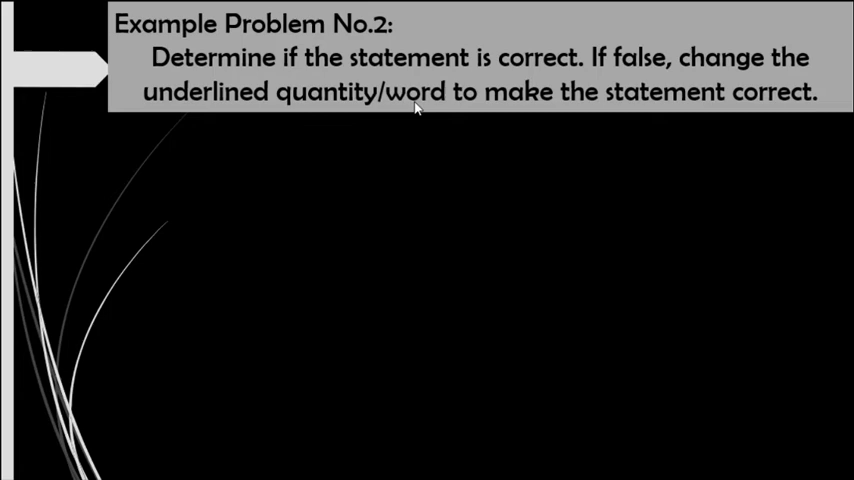 Example Problem No.2:
Determine if the statement is correct. If false, change the
underlined quantity/word to make the statement correct.